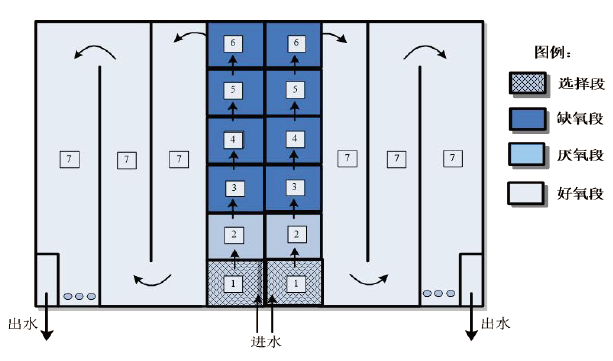 6 6
图例：
选择段
5 5
缺氧段
4 4
7 7 7 7 7 7
厌氧段
3 3
好氧段
2 2
1 1
出水 进水 出水